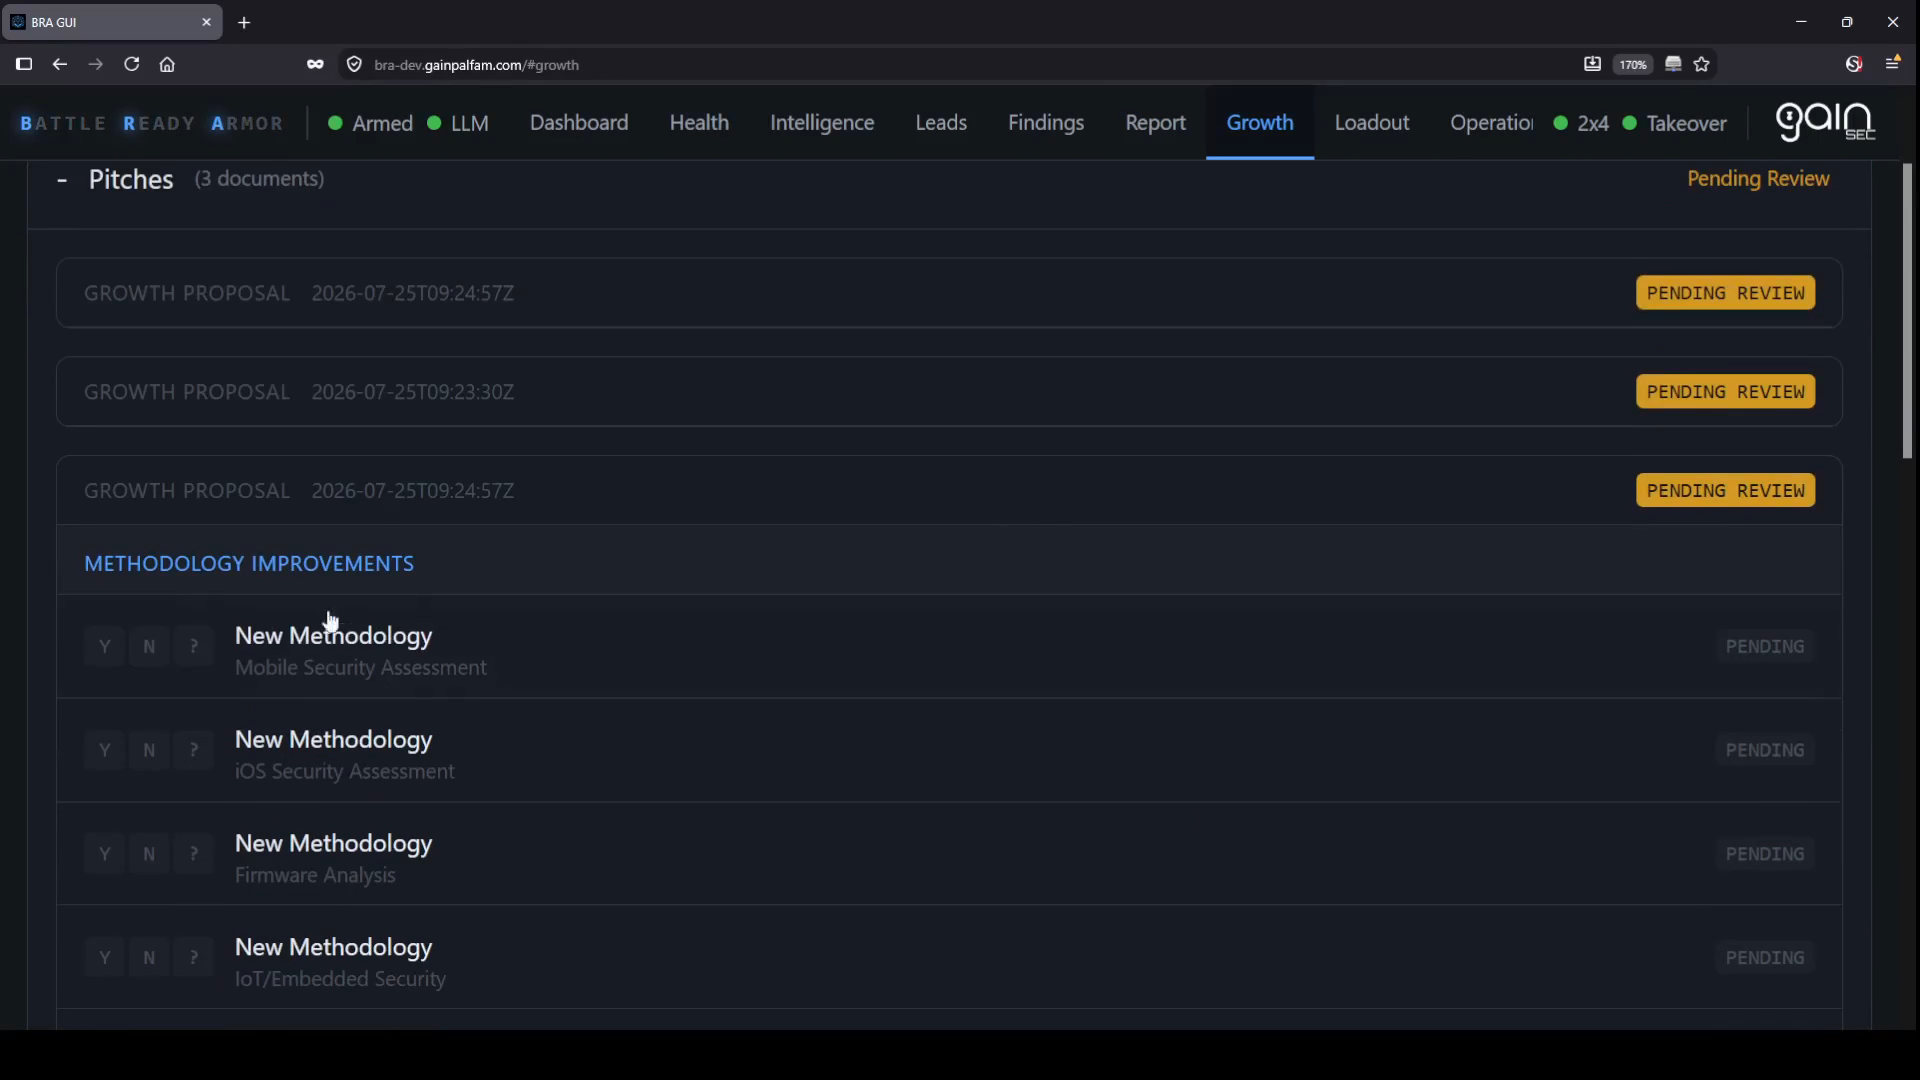 BRA GUI
bra-dev.gainpalfam.com/#growth
170%
BATTLE READY ARMOR
Armed
LLM
Dashboard
Health
Intelligence
Leads
Findings
Report
Growth
Loadout
Operatio
2x4
Takeover
gain SEC
- Pitches (3 documents)
Pending Review
GROWTH PROPOSAL 2026-07-25T09:24:57Z
PENDING REVIEW
GROWTH PROPOSAL 2026-07-25T09:23:30Z
PENDING REVIEW
GROWTH PROPOSAL 2026-07-25T09:24:57Z
PENDING REVIEW
METHODOLOGY IMPROVEMENTS
Y N ? New Methodology
Mobile Security Assessment
PENDING
Y N ? New Methodology
iOS Security Assessment
PENDING
Y N ? New Methodology
Firmware Analysis
PENDING
Y N ? New Methodology
IoT/Embedded Security
PENDING